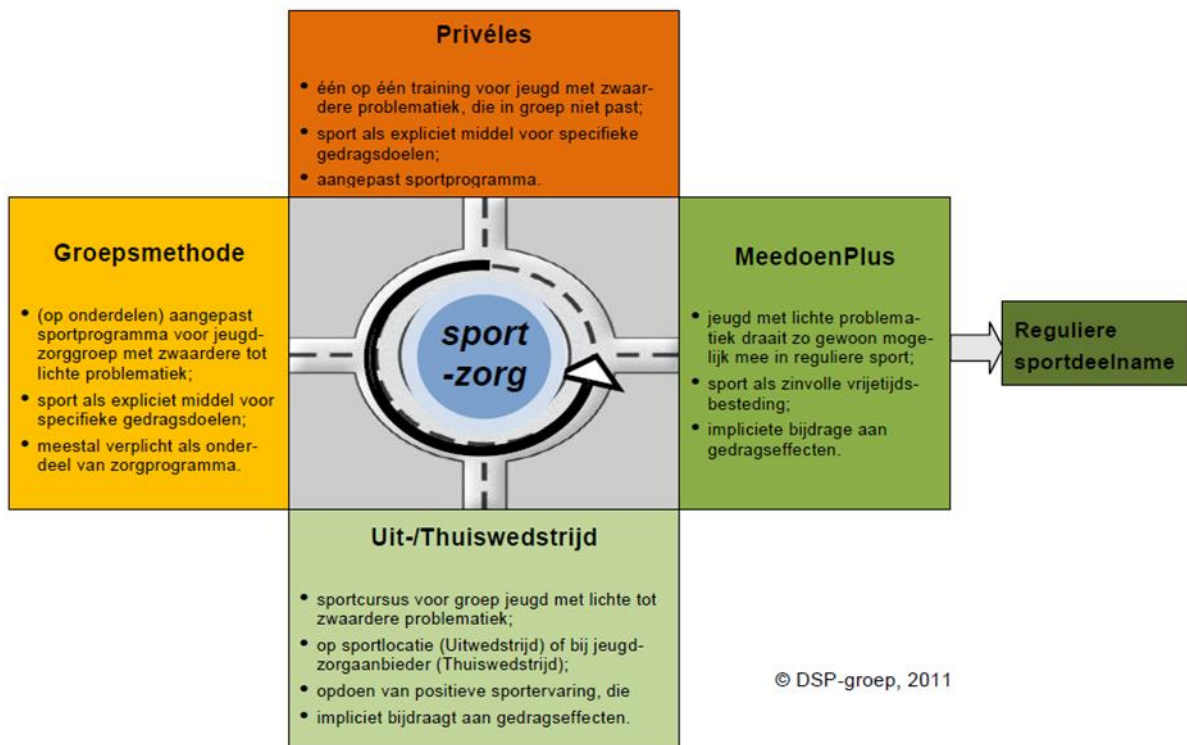 Privéles
• één op één training voor jeugd met zwaar-
dere problematiek, die in groep niet past;
• sport als expliciet middel voor specifieke
gedragsdoelen;
• aangepast sportprogramma.
Groepsmethode
• (op onderdelen) aangepast
sportprogramma voor jeugd-
zorggroep met zwaardere tot
lichte problematiek;
• sport als expliciet middel voor
specifieke gedragsdoelen;
• meestal verplicht als onder-
deel van zorgprogramma.
sport
-zorg
MeedoenPlus
• jeugd met lichte problema-
tiek draait zo gewoon moge-
lijk mee in reguliere sport;
• sport als zinvolle vrijetijds-
besteding;
• impliciete bijdrage aan
gedragseffecten.
Reguliere
sportdeelname
Uit-/Thuiswedstrijd
• sportcursus voor groep jeugd met lichte tot
zwaardere problematiek;
• op sportlocatie (Uitwedstrijd) of bij jeugd-
zorgaanbieder (Thuiswedstrijd);
• opdoen van positieve sportervaring, die
• impliciet bijdraagt aan gedragseffecten.
© DSP-groep, 2011